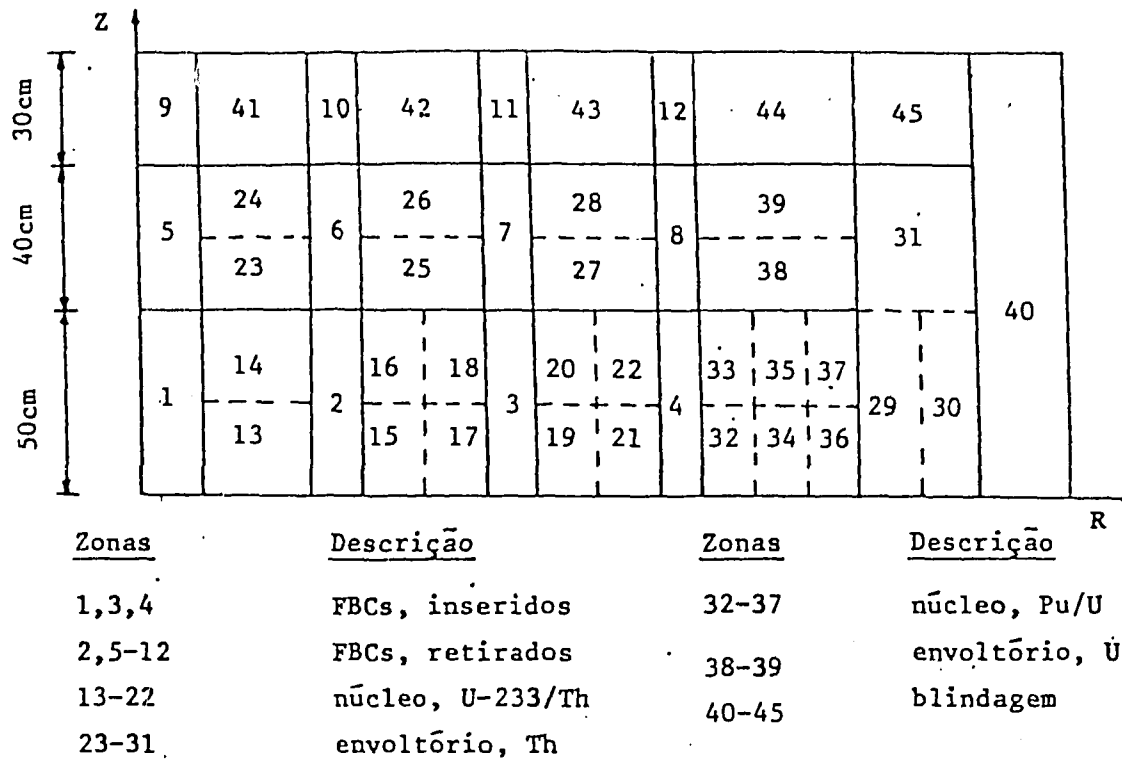 Z
30cm
9 41 10 42 11 43 12 44 45
40cm
24 26 28 39
5 6 7 8 31
23 25 27 38
40
50cm
14 16 18 20 22 33 35 37
1 2 3 4 29 30
13 15 17 19 21 32 34 36
R
Zonas Descrição Zonas Descrição
1,3,4 FBCs, inseridos 32-37 núcleo, Pu/U
2,5-12 FBCs, retirados 38-39 envoltório, U
13-22 núcleo, U-233/Th 40-45 blindagem
23-31 envoltório, Th